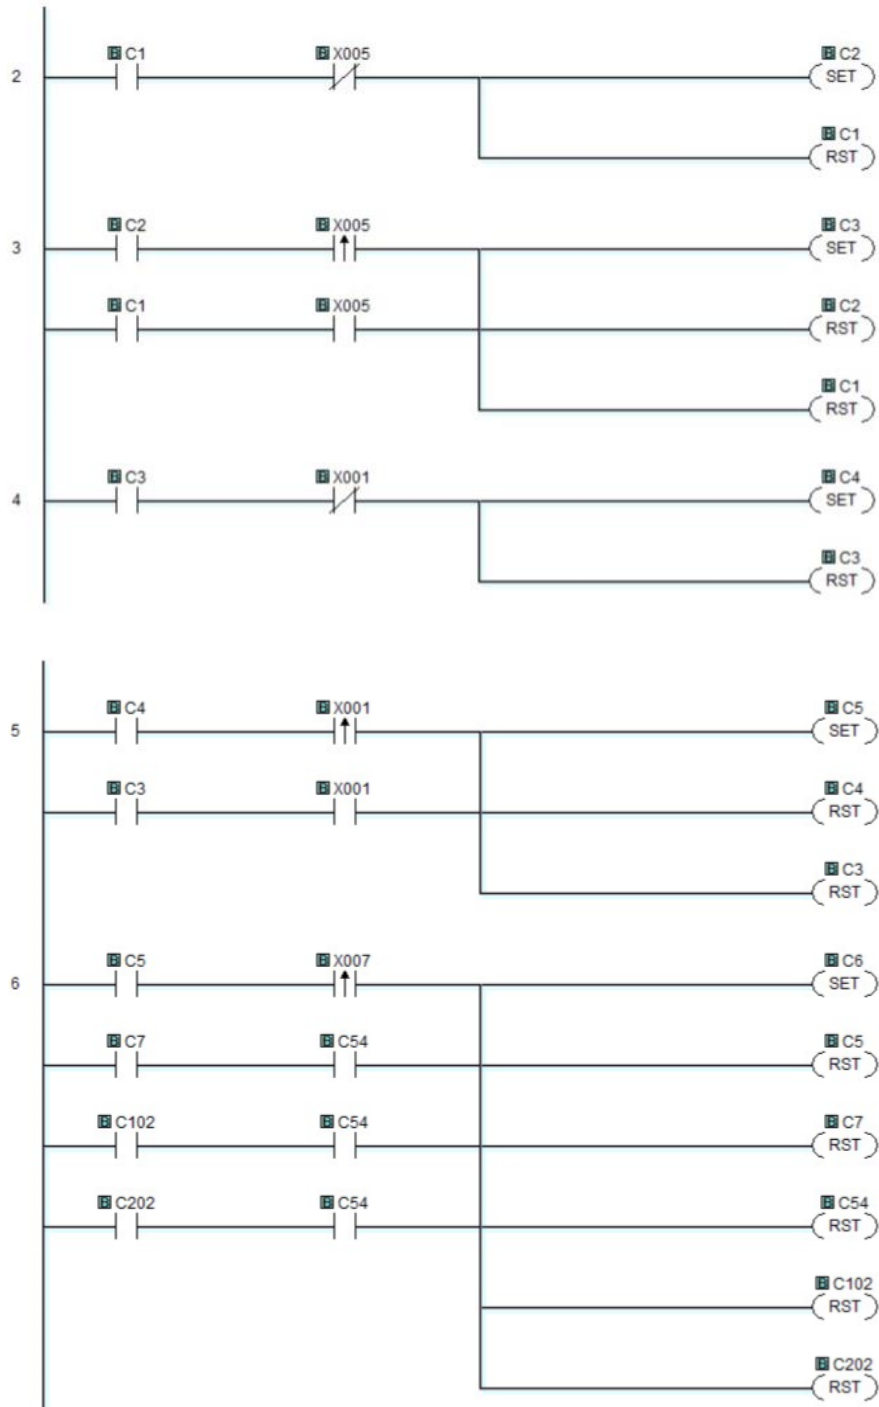 C1 X005 C2
2 SET
C1
RST
C2 X005 C3
3 SET
C1 X005 C2
RST
C1
RST
C3 X001 C4
4 SET
C3
RST
C4 X001 C5
5 SET
C3 X001 C4
RST
C3
RST
C5 X007 C6
6 SET
C7 C54 C5
RST
C102 C54 C7
RST
C202 C54 C54
RST
C102
RST
C202
RST